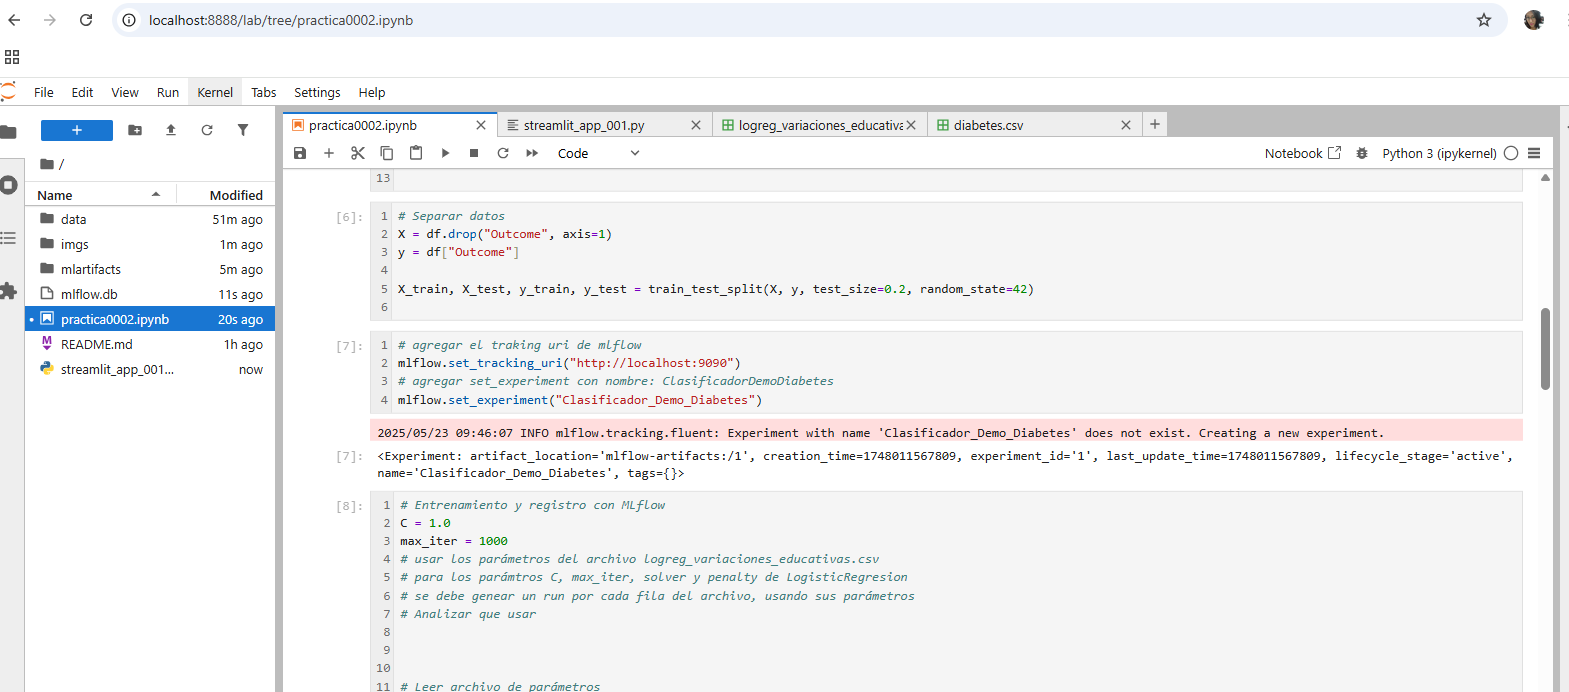 localhost:8888/lab/tree/practica0002.ipynb
File Edit View Run Kernel Tabs Settings Help
practica0002.ipynb
streamlit_app_001.py
logreg_variaciones_educativa
diabetes.csv
Code
Notebook
Python 3 (ipykernel)
/
Name Modified
data 51m ago
imgs 1m ago
mlartifacts 5m ago
mlflow.db 11s ago
practica0002.ipynb 20s ago
README.md 1h ago
streamlit_app_001... now
13
[6]:
1 # Separar datos
2 X = df.drop("Outcome", axis=1)
3 y = df["Outcome"]
4
5 X_train, X_test, y_train, y_test = train_test_split(X, y, test_size=0.2, random_state=42)
6
[7]:
1 # agregar el traking uri de mlflow
2 mlflow.set_tracking_uri("http://localhost:9090")
3 # agregar set_experiment con nombre: ClasificadorDemoDiabetes
4 mlflow.set_experiment("Clasificador_Demo_Diabetes")
2025/05/23 09:46:07 INFO mlflow.tracking.fluent: Experiment with name 'Clasificador_Demo_Diabetes' does not exist. Creating a new experiment.
[7]: <Experiment: artifact_location='mlflow-artifacts:/1', creation_time=1748011567809, experiment_id='1', last_update_time=1748011567809, lifecycle_stage='active',
name='Clasificador_Demo_Diabetes', tags={}>
[8]:
1 # Entrenamiento y registro con MLflow
2 C = 1.0
3 max_iter = 1000
4 # usar los parámetros del archivo logreg_variaciones_educativas.csv
5 # para los parámtros C, max_iter, solver y penalty de LogisticRegresion
6 # se debe genear un run por cada fila del archivo, usando sus parámetros
7 # Analizar que usar
8
9
10
11 # Leer archivo de parámetros